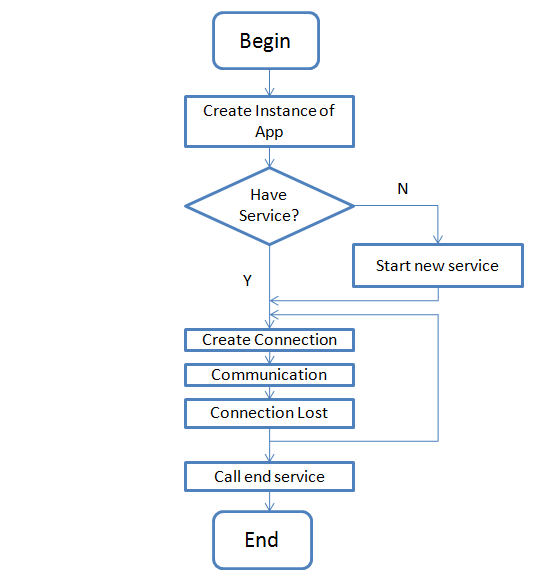 Begin
Create Instance of
App
Have
Service?
N
Start new service
Y
Create Connection
Communication
Connection Lost
Call end service
End